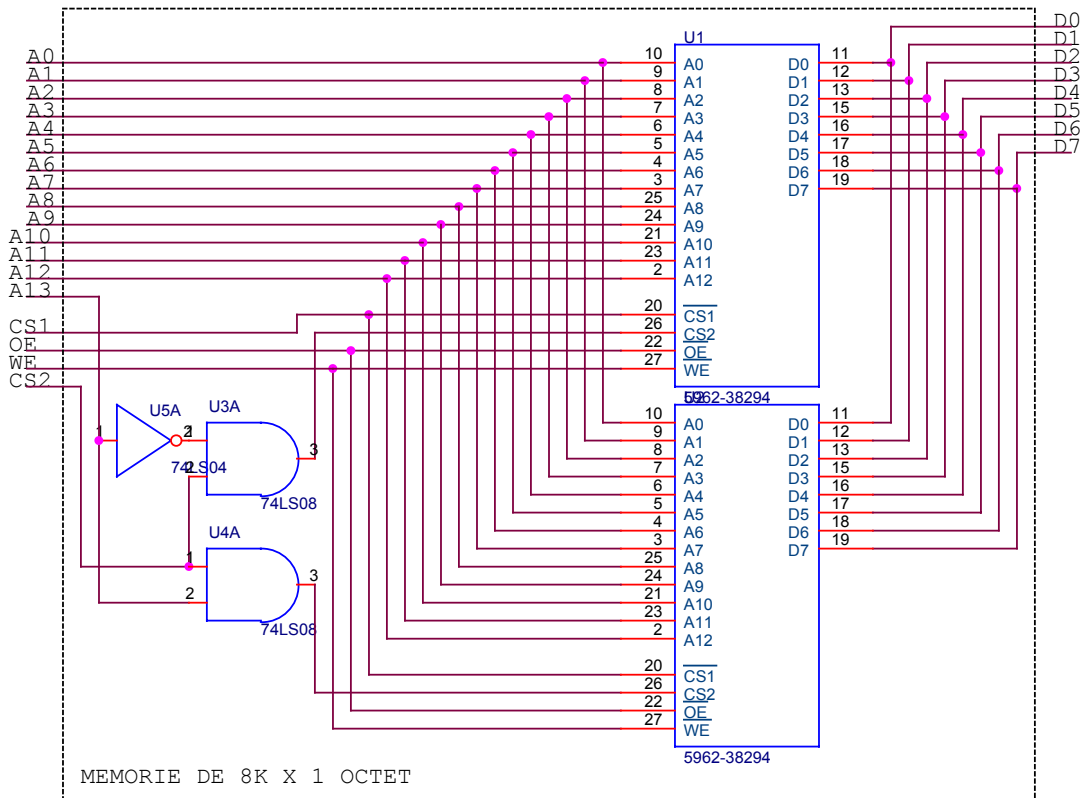 D0
D1
D2
D3
D4
D5
D6
D7
A0
A1
A2
A3
A4
A5
A6
A7
A8
A9
A10
A11
A12
A13
CS1
OE
WE
CS2
U1
10 A0 D0 11
9 A1 D1 12
8 A2 D2 13
7 A3 D3 15
6 A4 D4 16
5 A5 D5 17
4 A6 D6 18
3 A7 D7 19
25 A8
24 A9
21 A10
23 A11
2 A12
20 CS1
26 CS2
22 OE
27 WE
5962-38294
U2
10 A0 D0 11
9 A1 D1 12
8 A2 D2 13
7 A3 D3 15
6 A4 D4 16
5 A5 D5 17
4 A6 D6 18
3 A7 D7 19
25 A8
24 A9
21 A10
23 A11
2 A12
20 CS1
26 CS2
22 OE
27 WE
5962-38294
U5A
1 2
74LS04
U3A
1
2
3
74LS08
U4A
1
2
3
74LS08
MEMORIE DE 8K X 1 OCTET